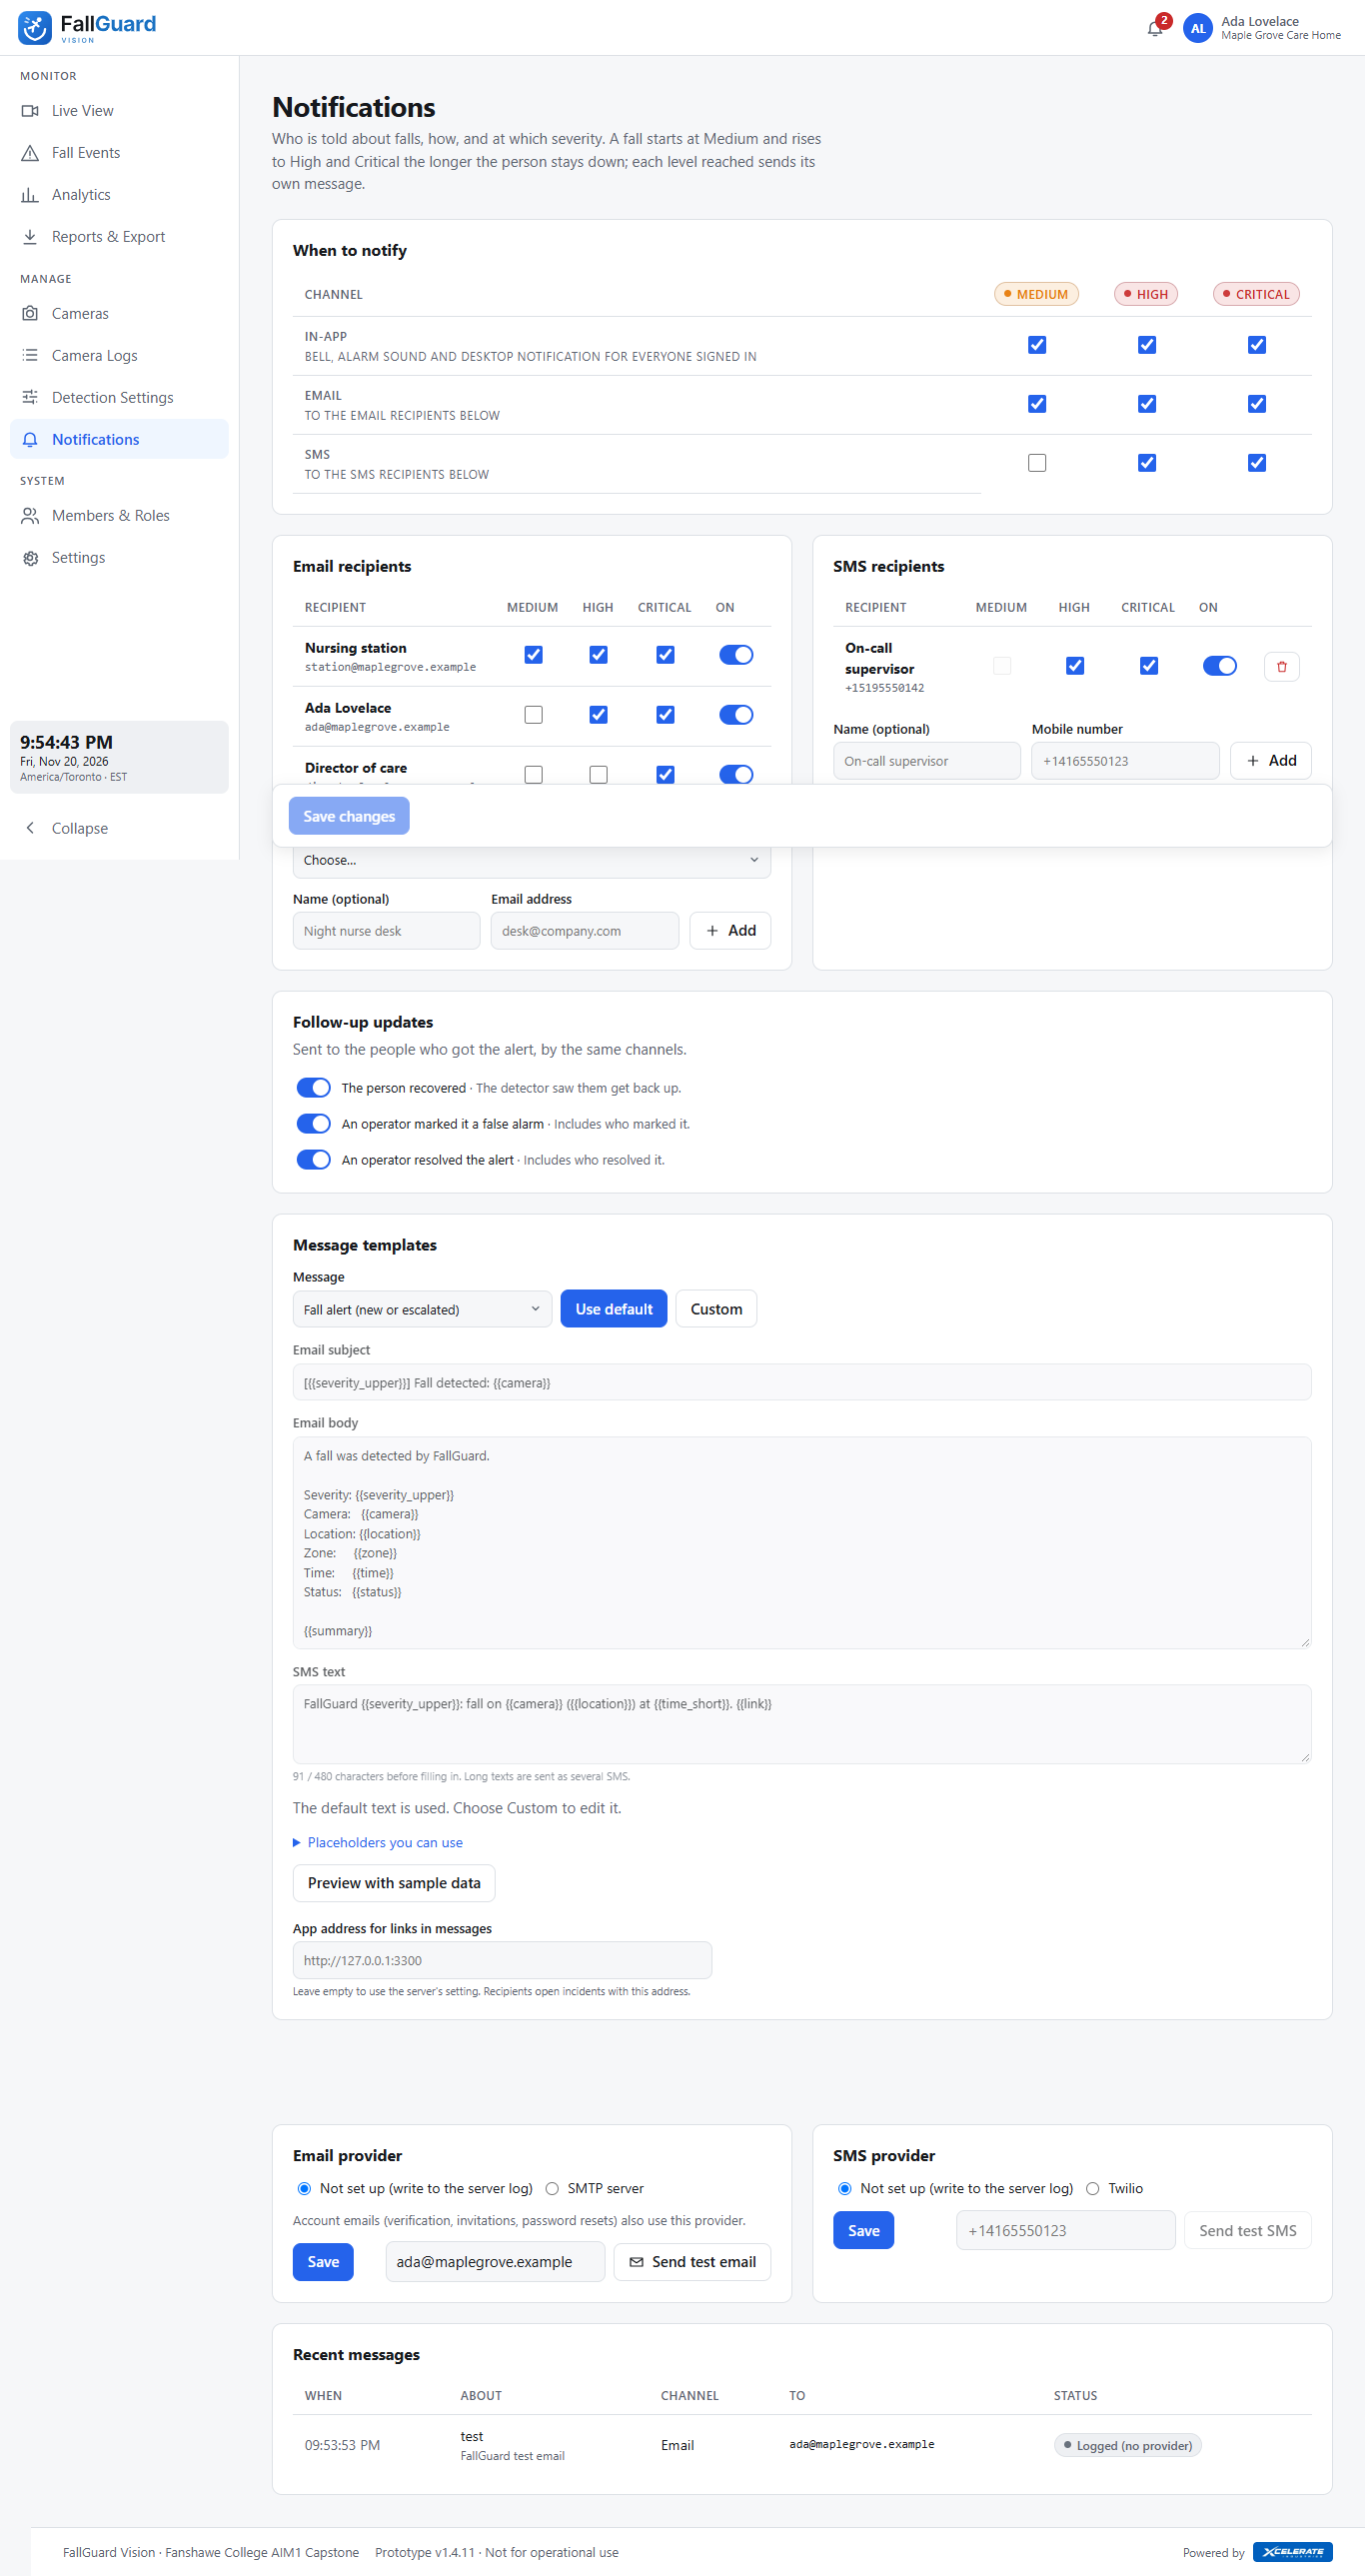 FallGuard
VISION
2
AL
Ada Lovelace
Maple Grove Care Home
MONITOR
Live View
Fall Events
Analytics
Reports & Export
MANAGE
Cameras
Camera Logs
Detection Settings
Notifications
SYSTEM
Members & Roles
Settings
9:54:43 PM
Fri, Nov 20, 2026
America/Toronto · EST
Collapse
Notifications
Who is told about falls, how, and at which severity. A fall starts at Medium and rises
to High and Critical the longer the person stays down; each level reached sends its
own message.
When to notify
CHANNEL MEDIUM HIGH CRITICAL
IN-APP
BELL, ALARM SOUND AND DESKTOP NOTIFICATION FOR EVERYONE SIGNED IN
EMAIL
TO THE EMAIL RECIPIENTS BELOW
SMS
TO THE SMS RECIPIENTS BELOW
Email recipients
RECIPIENT MEDIUM HIGH CRITICAL ON
Nursing station
station@maplegrove.example
Ada Lovelace
ada@maplegrove.example
Director of care
Choose...
Name (optional) Email address
Night nurse desk desk@company.com + Add
SMS recipients
RECIPIENT MEDIUM HIGH CRITICAL ON
On-call
supervisor
+15195550142
Name (optional) Mobile number
On-call supervisor +14165550123 + Add
Save changes
Follow-up updates
Sent to the people who got the alert, by the same channels.
The person recovered · The detector saw them get back up.
An operator marked it a false alarm · Includes who marked it.
An operator resolved the alert · Includes who resolved it.
Message templates
Message
Fall alert (new or escalated) Use default Custom
Email subject
[{{severity_upper}}] Fall detected: {{camera}}
Email body
A fall was detected by FallGuard.
Severity: {{severity_upper}}
Camera: {{camera}}
Location: {{location}}
Zone: {{zone}}
Time: {{time}}
Status: {{status}}
{{summary}}
SMS text
FallGuard {{severity_upper}}: fall on {{camera}} ({{location}}) at {{time_short}}. {{link}}
91 / 480 characters before filling in. Long texts are sent as several SMS.
The default text is used. Choose Custom to edit it.
Placeholders you can use
Preview with sample data
App address for links in messages
http://127.0.0.1:3300
Leave empty to use the server's setting. Recipients open incidents with this address.
Email provider
Not set up (write to the server log) SMTP server
Account emails (verification, invitations, password resets) also use this provider.
Save ada@maplegrove.example Send test email
SMS provider
Not set up (write to the server log) Twilio
Save +14165550123 Send test SMS
Recent messages
WHEN ABOUT CHANNEL TO STATUS
09:53:53 PM test Email ada@maplegrove.example Logged (no provider)
FallGuard test email
FallGuard Vision · Fanshawe College AIM1 Capstone Prototype v1.4.11 · Not for operational use
Powered by XCELERATE